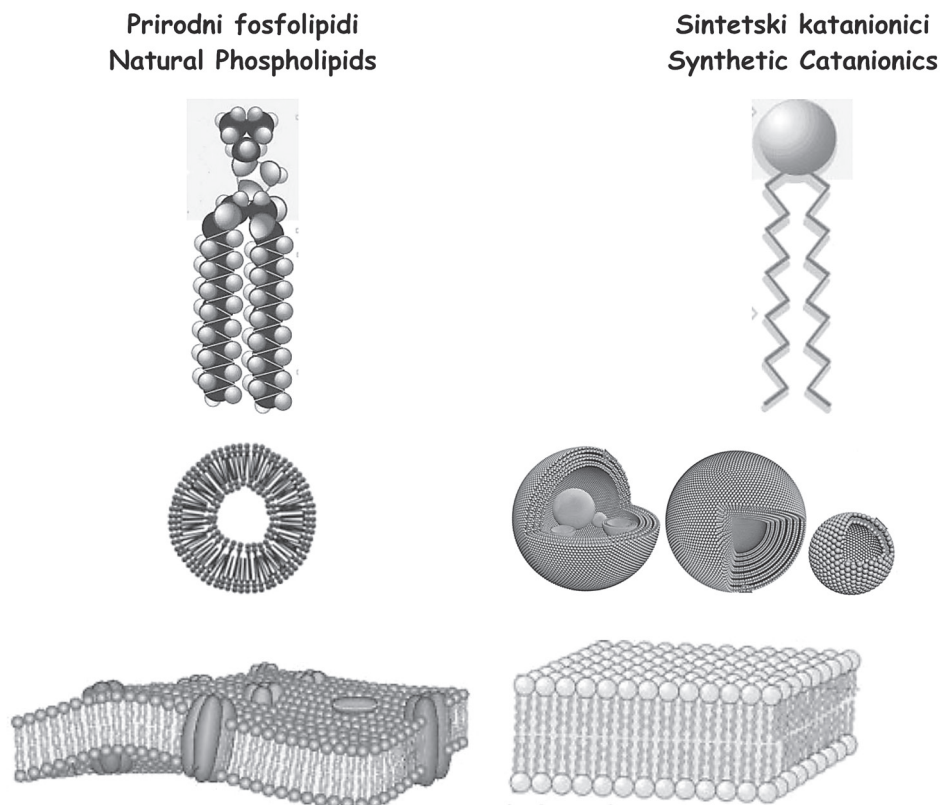 Prirodni fosfolipidi
Natural Phospholipids
Sintetski katanionici
Synthetic Catanionics